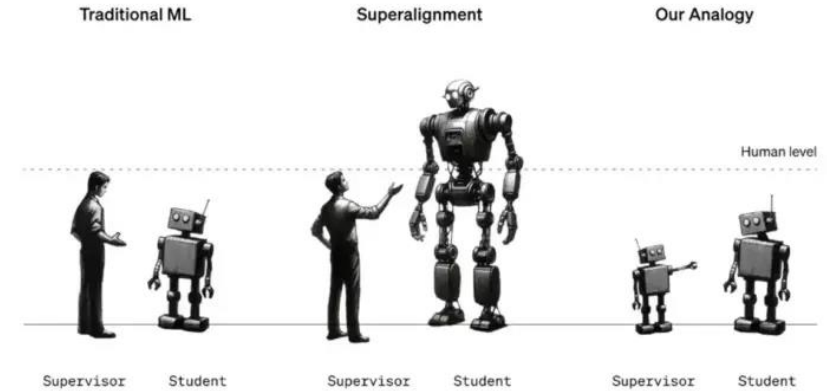 Traditional ML
Superalignment
Our Analogy
Human level
Supervisor Student
Supervisor Student
Supervisor Student